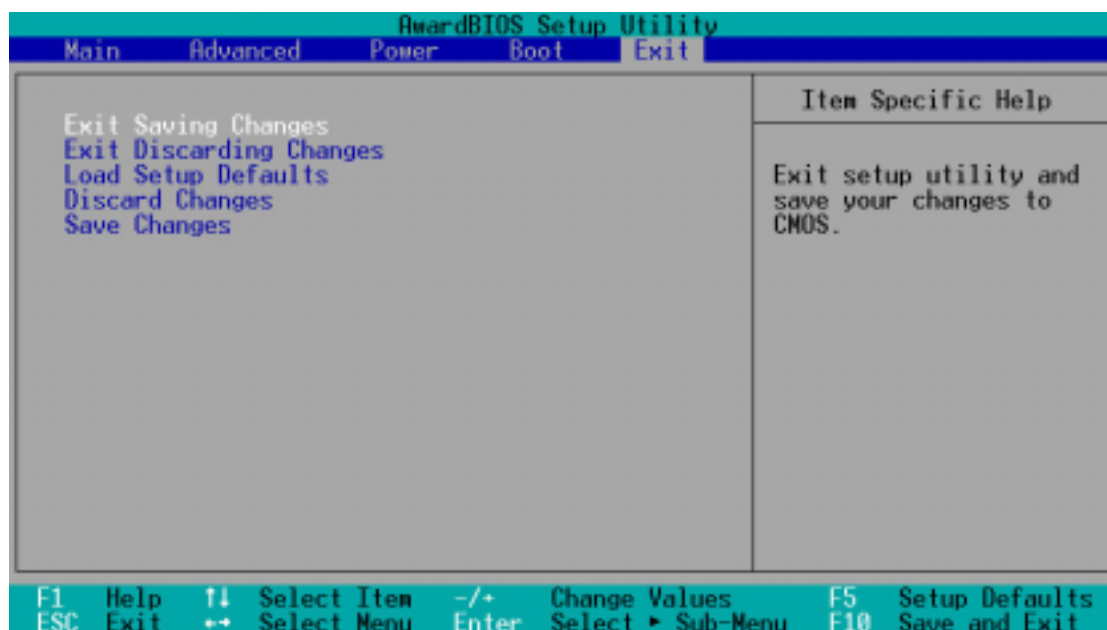 AwardBIOS Setup Utility
Main Advanced Power Boot Exit
Item Specific Help
Exit Saving Changes
Exit Discarding Changes
Load Setup Defaults
Discard Changes
Save Changes
Exit setup utility and
save your changes to
CMOS.
F1 Help ↑↓ Select Item -/+ Change Values F5 Setup Defaults
ESC Exit ←→ Select Menu Enter Select ► Sub-Menu F10 Save and Exit